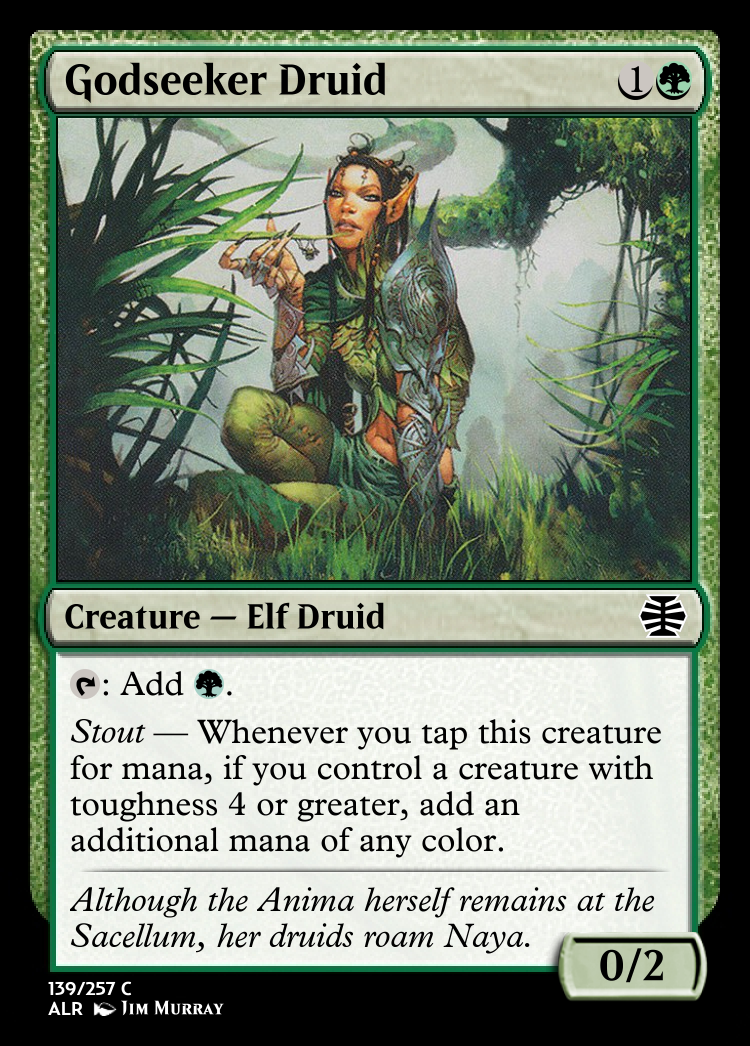 Godseeker Druid 1
Creature — Elf Druid
: Add .
Stout — Whenever you tap this creature
for mana, if you control a creature with
toughness 4 or greater, add an
additional mana of any color.
Although the Anima herself remains at the
Sacellum, her druids roam Naya.
0/2
139/257 C
ALR Jim Murray